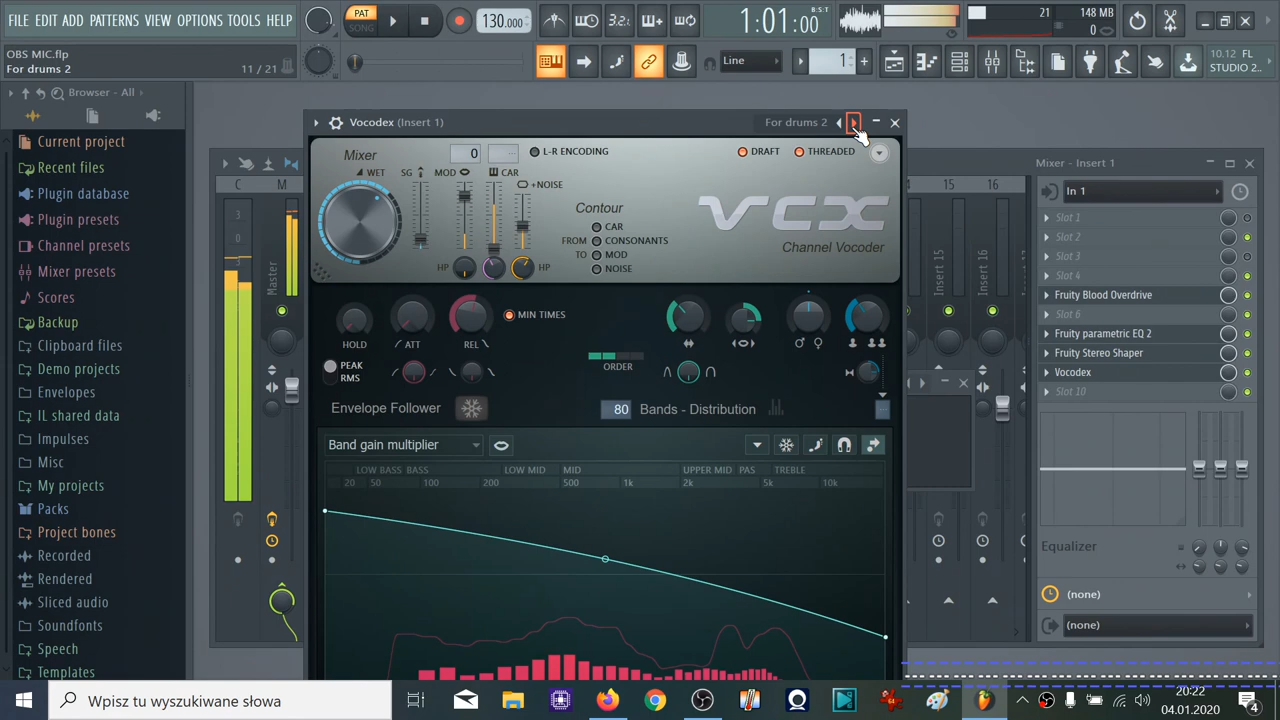 FILE EDIT ADD PATTERNS VIEW OPTIONS TOOLS HELP
PAT
SONG
130.000
3.2
1:01:00
B:S:T
21
148 MB
0
OBS MIC.flp
For drums 2
11 / 21
Line
1
10.12 FL
STUDIO 2..
Browser - All
Current project
Recent files
Plugin database
Plugin presets
Channel presets
Mixer presets
Scores
Backup
Clipboard files
Demo projects
Envelopes
IL shared data
Impulses
Misc
My projects
Packs
Project bones
Recorded
Rendered
Sliced audio
Soundfonts
Speech
Templates
C
M
3
0
3
Master
Vocodex (Insert 1)
For drums 2
Mixer
0
L-R ENCODING
DRAFT
THREADED
WET
SG
MOD
CAR
+NOISE
Contour
CAR
FROM
CONSONANTS
TO
MOD
NOISE
HP
HP
VCX
Channel Vocoder
HOLD
ATT
REL
MIN TIMES
PEAK
RMS
ORDER
Envelope Follower
80
Bands - Distribution
Band gain multiplier
LOW BASS
BASS
LOW MID
MID
UPPER MID
PAS
TREBLE
20
50
100
200
500
1k
2k
5k
10k
15
16
Insert 15
Insert 16
Mixer - Insert 1
In 1
Slot 1
Slot 2
Slot 3
Slot 4
Fruity Blood Overdrive
Slot 6
Fruity parametric EQ 2
Fruity Stereo Shaper
Vocodex
Slot 10
Equalizer
(none)
(none)
Wpisz tu wyszukiwane słowa
20:22
04.01.2020
4